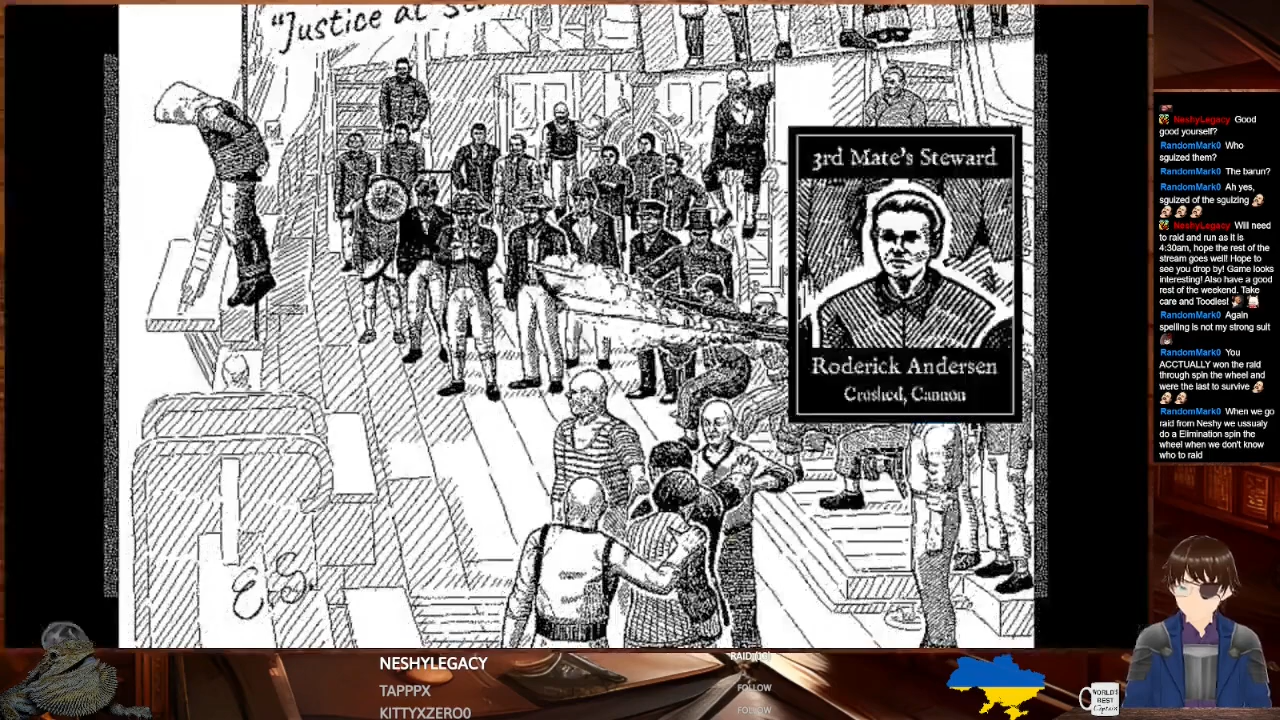 "Justice at
3rd Mate's Steward
Roderick Andersen
Crushed, Cannon
E.S.
NeshyLegacy Good
good yourself?
RandomMark0 Who
sguized them?
RandomMark0 The barun?
RandomMark0 Ah yes,
sguized of the sguizing
NeshyLegacy Will need
to raid and run as it is
4:30am, hope the rest of the
stream goes well! Hope to
see you drop by! Game looks
interesting! Also have a good
rest of the weekend. Take
care and Toodles!
RandomMark0 Again
spelling is not my strong suit
RandomMark0 You
ACCTUALLY won the raid
through spin the wheel and
were the last to survive
RandomMark0 When we go
raid from Neshy we ussualy
do a Elimination spin the
wheel when we don't know
who to raid
NESHYLEGACY
TAPPPX
FOLLOW
KITTYXZERO0
FOLLOW
WORLD'S
BEST
Captain